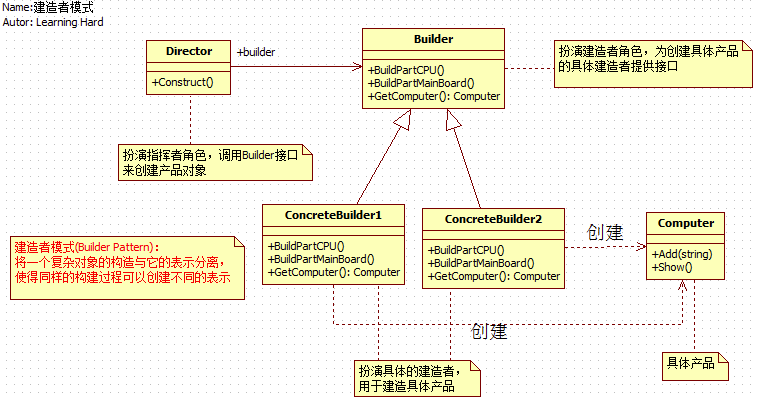 Name:建造者模式
Autor: Learning Hard
Director
+Construct()
+builder
Builder
+BuildPartCPU()
+BuildPartMainBoard()
+GetComputer(): Computer
扮演建造者角色，为创建具体产品
的具体建造者提供接口
扮演指挥者角色，调用Builder接口
来创建产品对象
建造者模式(Builder Pattern)：
将一个复杂对象的构造与它的表示分离，
使得同样的构建过程可以创建不同的表示
ConcreteBuilder1
+BuildPartCPU()
+BuildPartMainBoard()
+GetComputer(): Computer
ConcreteBuilder2
+BuildPartCPU()
+BuildPartMainBoard()
+GetComputer(): Computer
创建
Computer
+Add(string)
+Show()
创建
扮演具体的建造者，
用于建造具体产品
具体产品